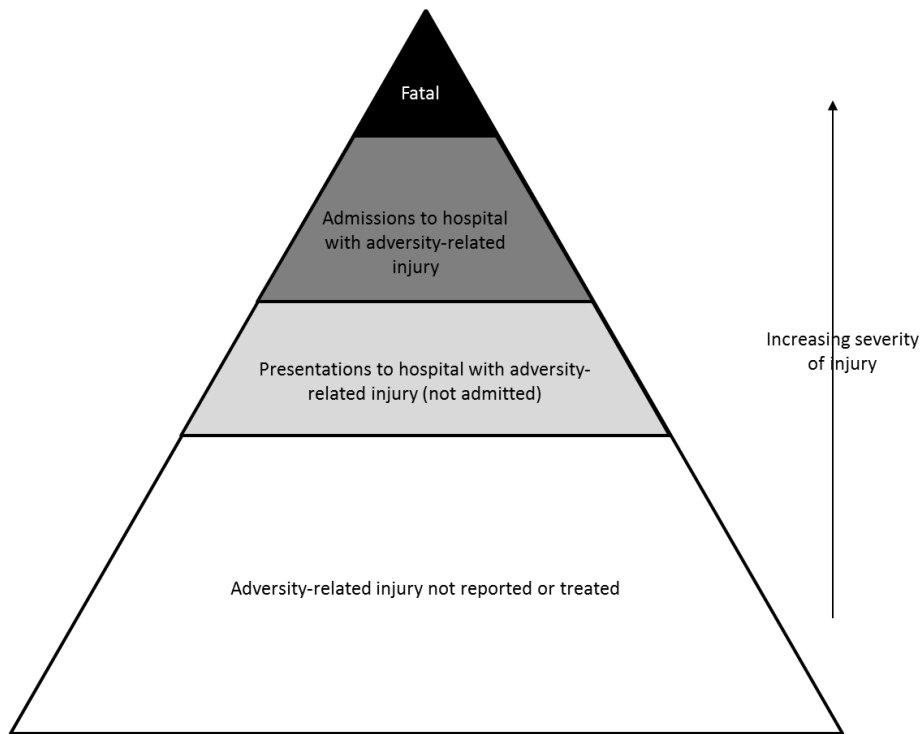 Fatal
Admissions to hospital
with adversity-related
injury
Increasing severity
of injury
Presentations to hospital with adversity-
related injury (not admitted)
Adversity-related injury not reported or treated